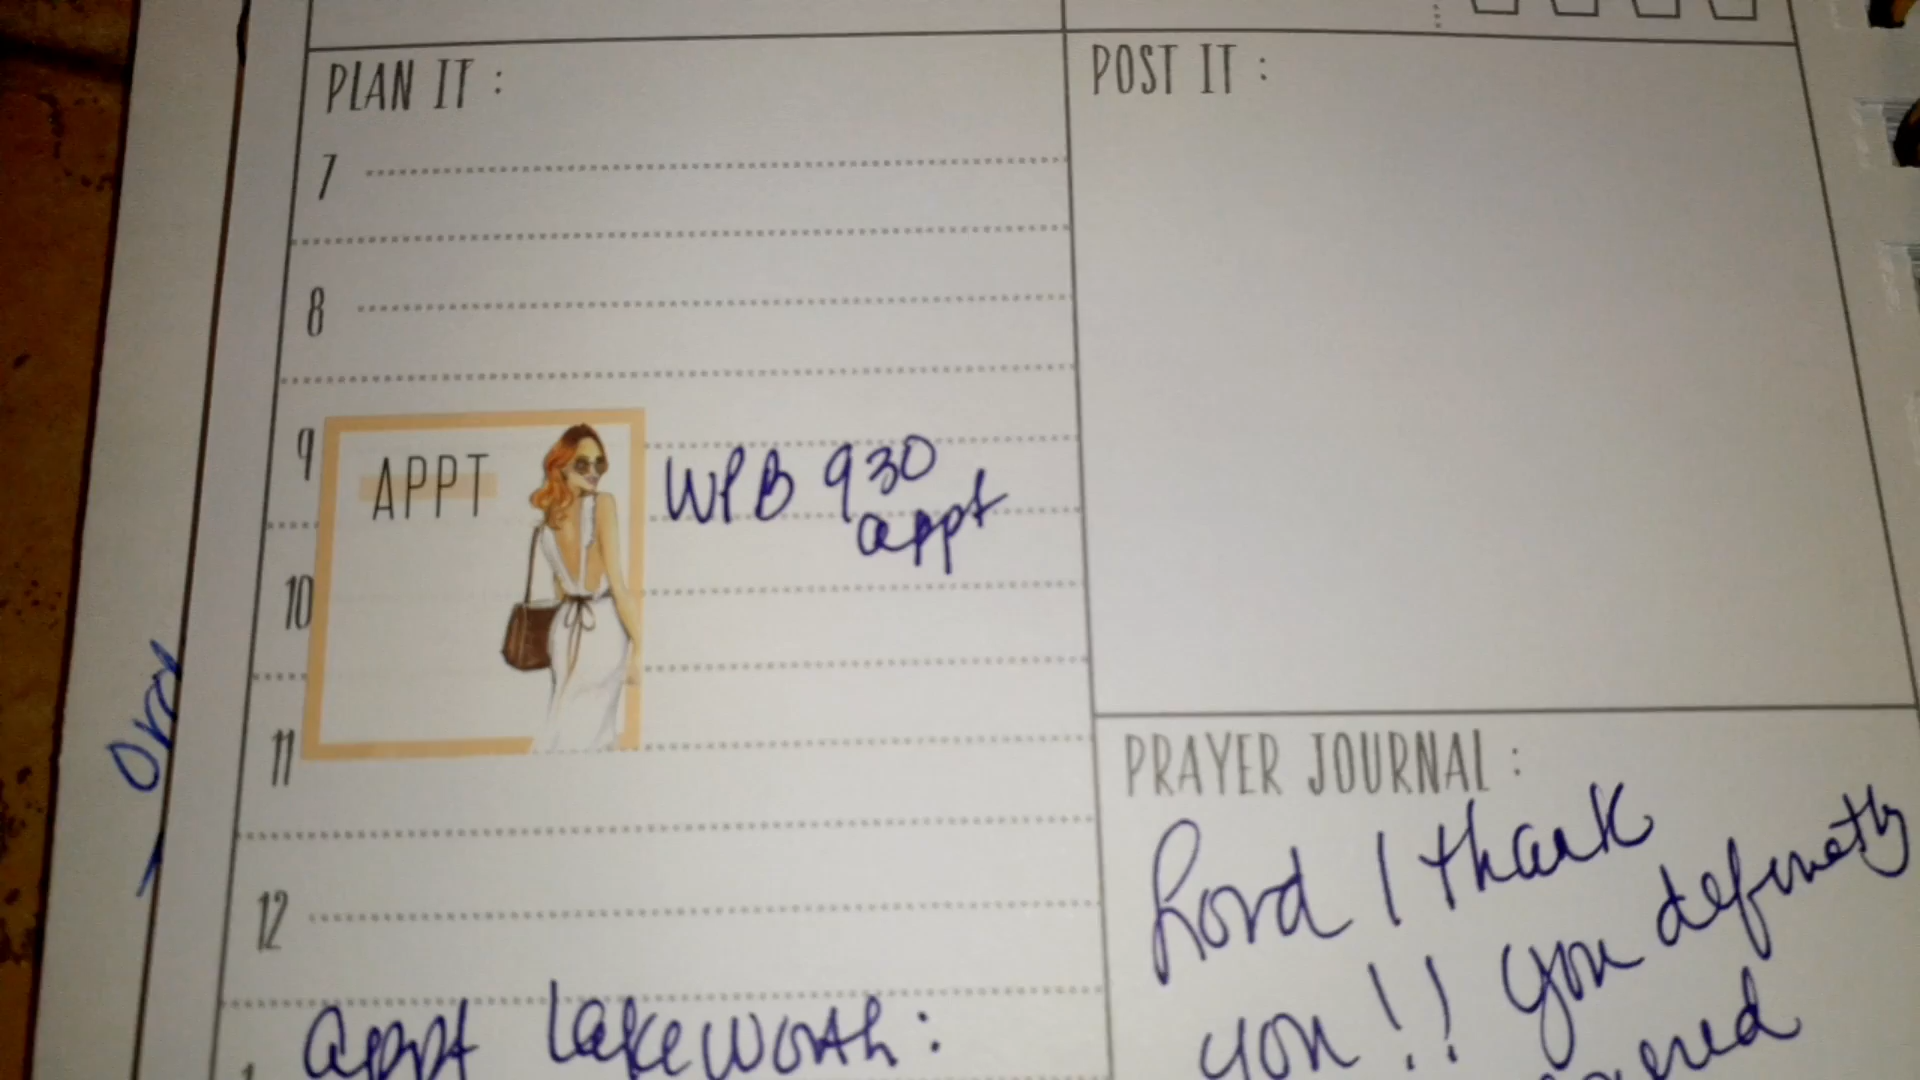 PLAN IT :
7
8
9
APPT
WPB 930
appt
10
11
12
appt lakeworth:
POST IT :
PRAYER JOURNAL :
Lord I thank
you!! you definetly